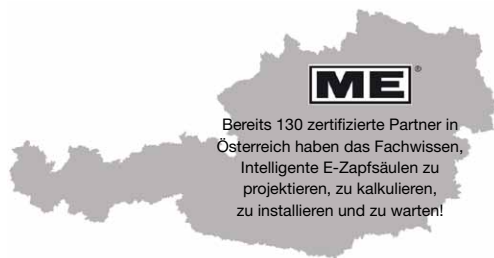 ME®
Bereits 130 zertifizierte Partner in
Österreich haben das Fachwissen,
Intelligente E-Zapfsäulen zu
projektieren, zu kalkulieren,
zu installieren und zu warten!